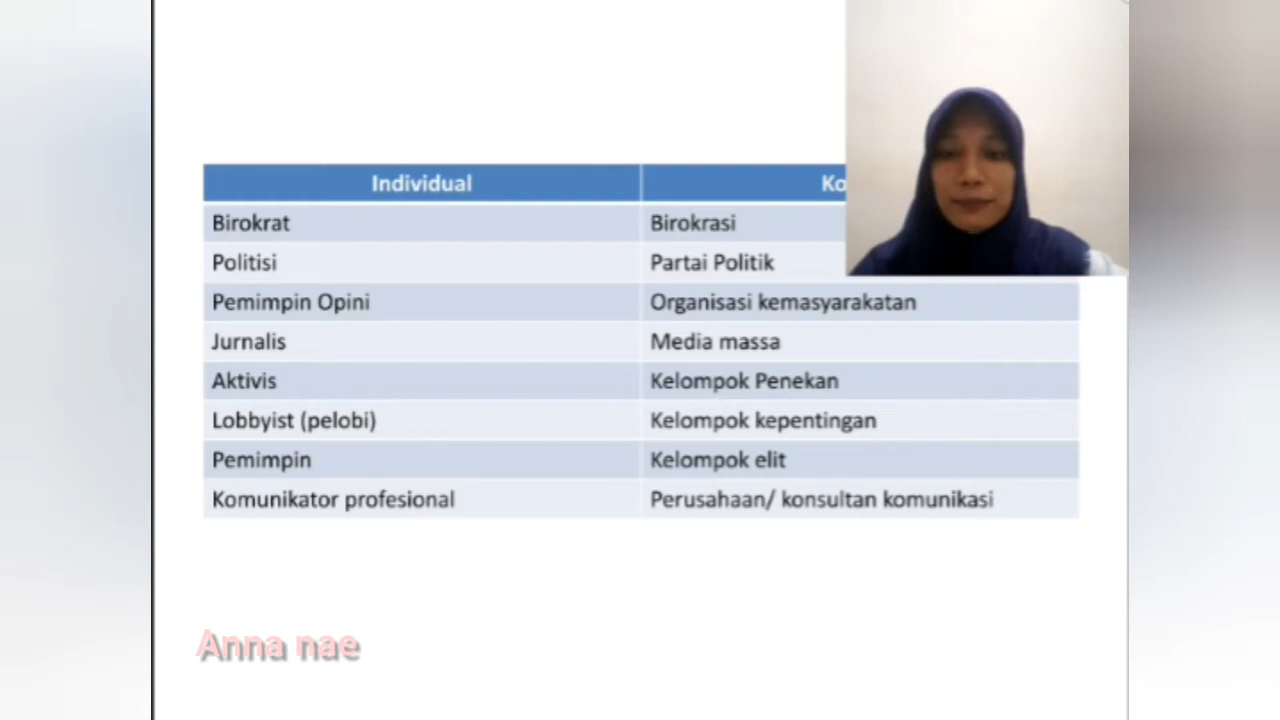 Individual
Birokrat Birokrasi
Politisi Partai Politik
Pemimpin Opini Organisasi kemasyarakatan
Jurnalis Media massa
Aktivis Kelompok Penekan
Lobbyist (pelobi) Kelompok kepentingan
Pemimpin Kelompok elit
Komunikator profesional Perusahaan/ konsultan komunikasi
Anna nae